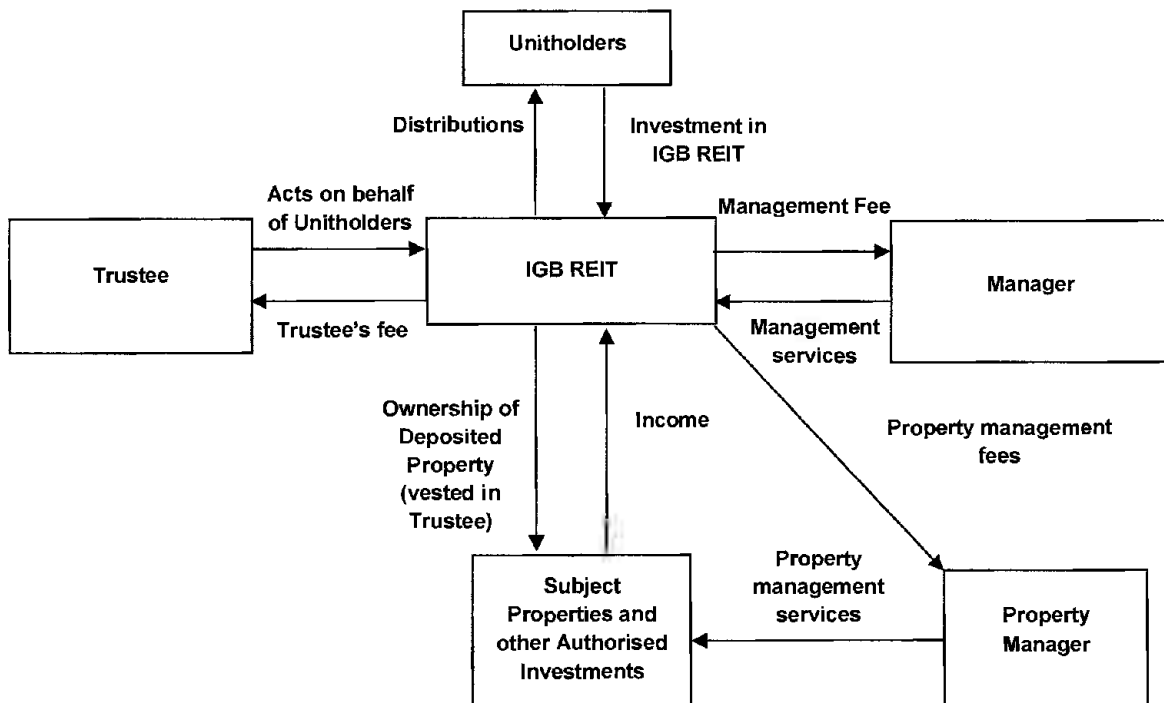 Unitholders
Distributions
Investment in
IGB REIT
Acts on behalf
of Unitholders
Management Fee
Trustee
IGB REIT
Manager
Trustee's fee
Management
services
Ownership of
Deposited
Property
(vested in
Trustee)
Income
Property management
fees
Subject
Properties and
other Authorised
Investments
Property
management
services
Property
Manager